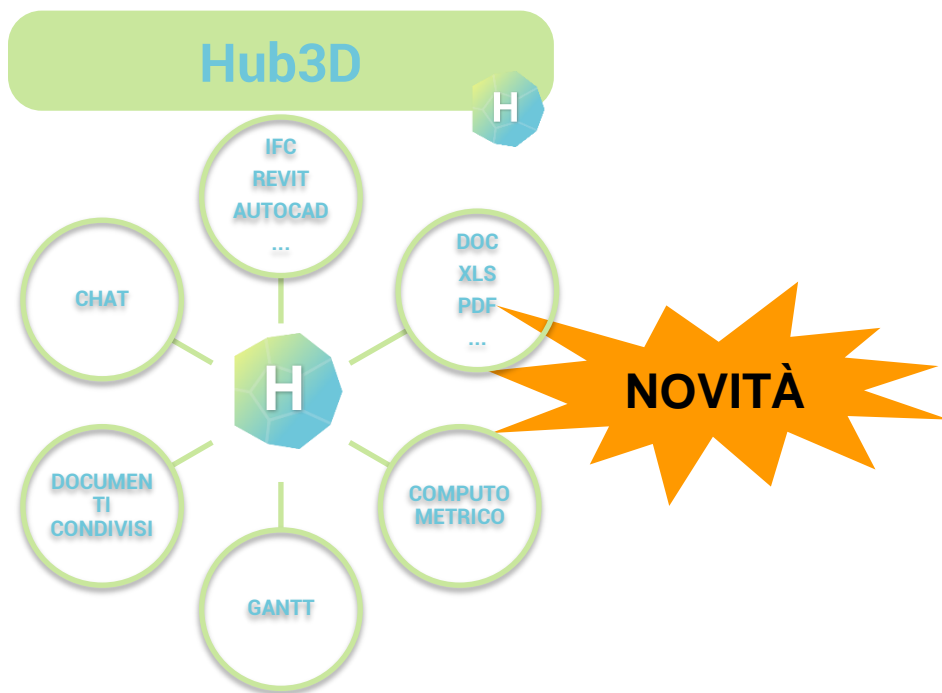 Hub3D
H
IFC
REVIT
AUTOCAD
...
CHAT
DOC
XLS
PDF
...
H
NOVITÀ
DOCUMEN
TI
CONDIVISI
COMPUTO
METRICO
GANTT